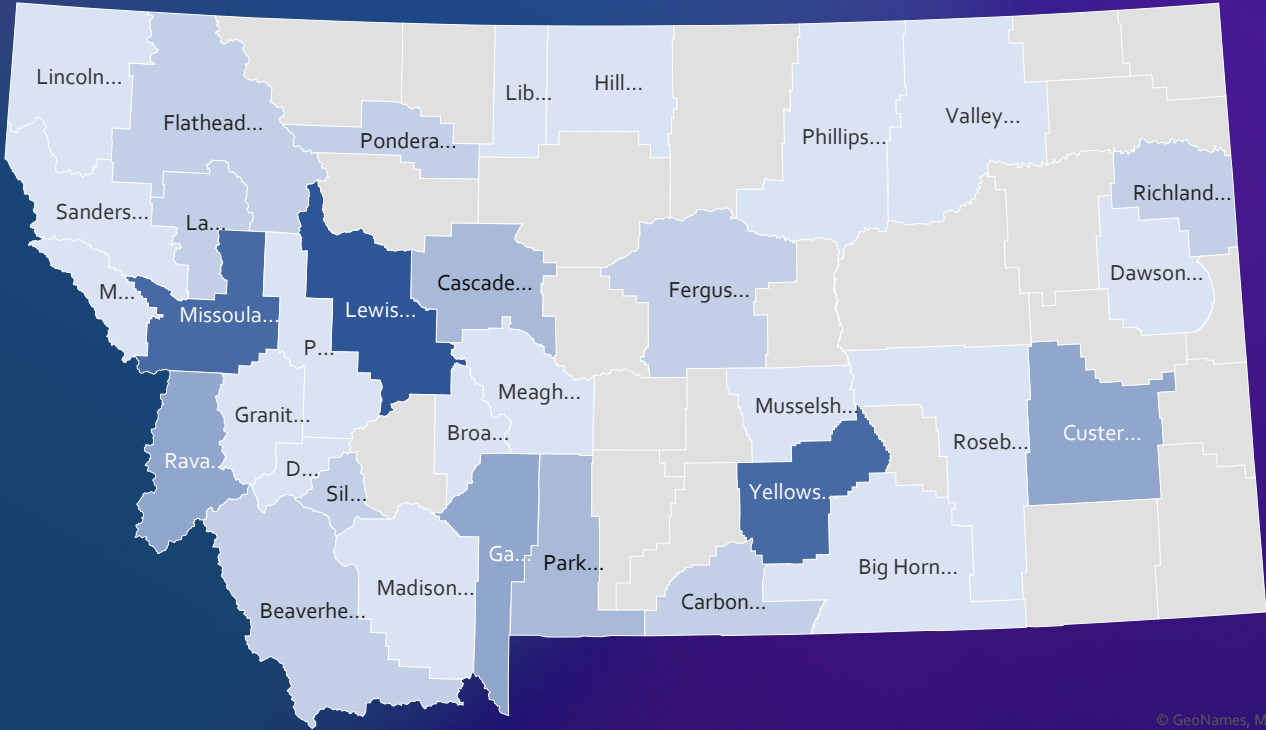 Lincoln...
Flathead...
Lib...
Hill...
Pondera...
Phillips...
Valley...
Sanders...
La...
Richland...
M...
Missoula...
Lewis...
Cascade...
Fergus...
Dawson...
P...
Granit...
Meagh...
Musselsh...
Broa...
Roseb...
Custer...
Rava...
D...
Sil...
Yellows...
Ga...
Park...
Madison...
Big Horn...
Beaverhe...
Carbon...
© GeoNames, M